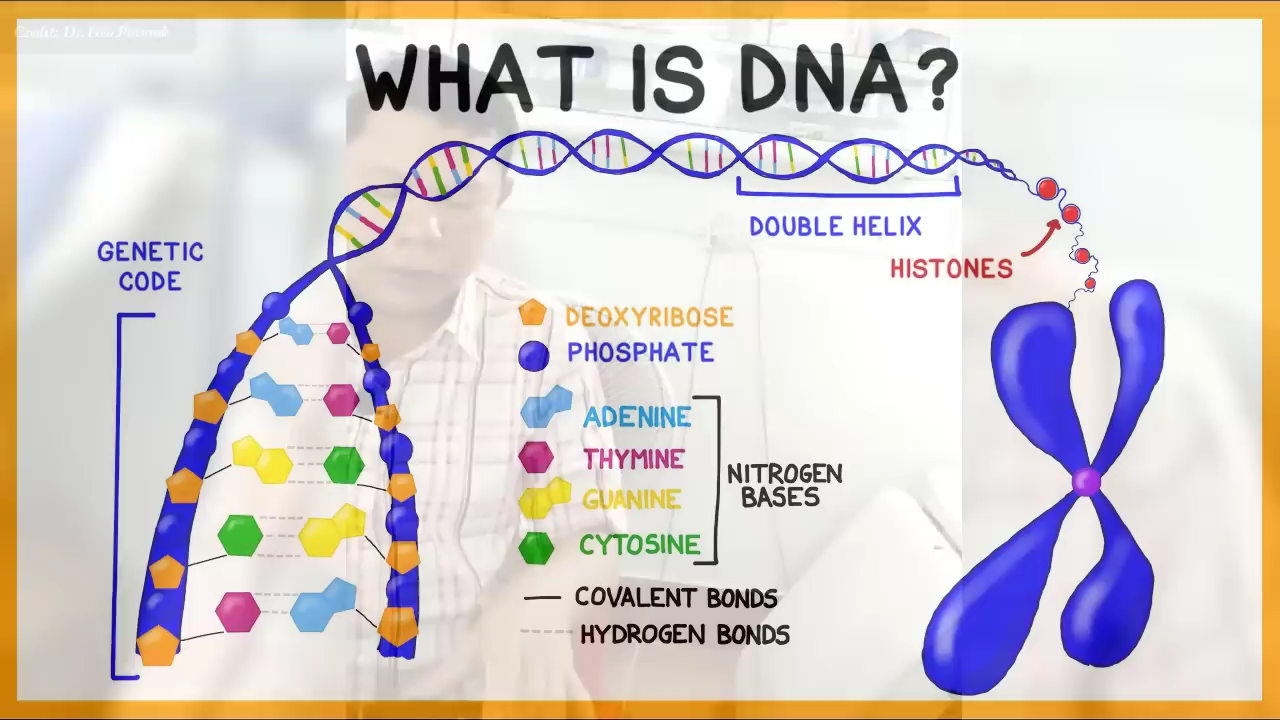 WHAT IS DNA?
GENETIC
CODE
DOUBLE HELIX
HISTONES
DEOXYRIBOSE
PHOSPHATE
ADENINE
THYMINE
GUANINE
CYTOSINE
NITROGEN
BASES
COVALENT BONDS
HYDROGEN BONDS